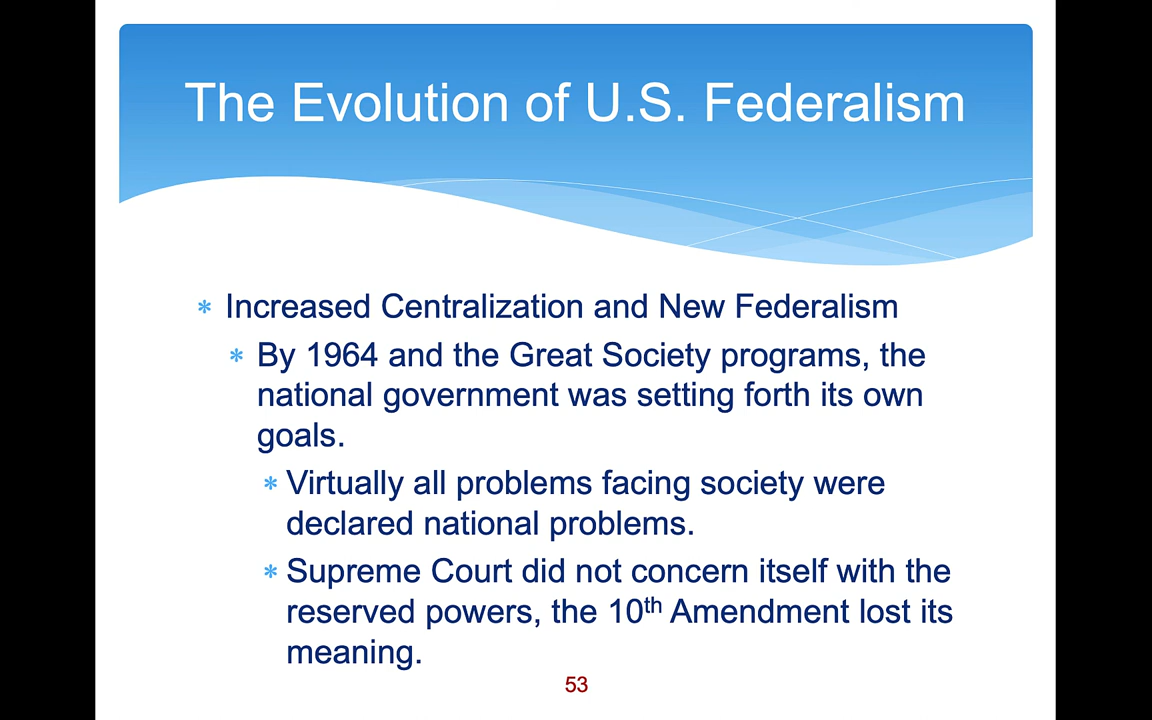 The Evolution of U.S. Federalism
* Increased Centralization and New Federalism
* By 1964 and the Great Society programs, the
national government was setting forth its own
goals.
* Virtually all problems facing society were
declared national problems.
* Supreme Court did not concern itself with the
reserved powers, the 10th Amendment lost its
meaning.
53